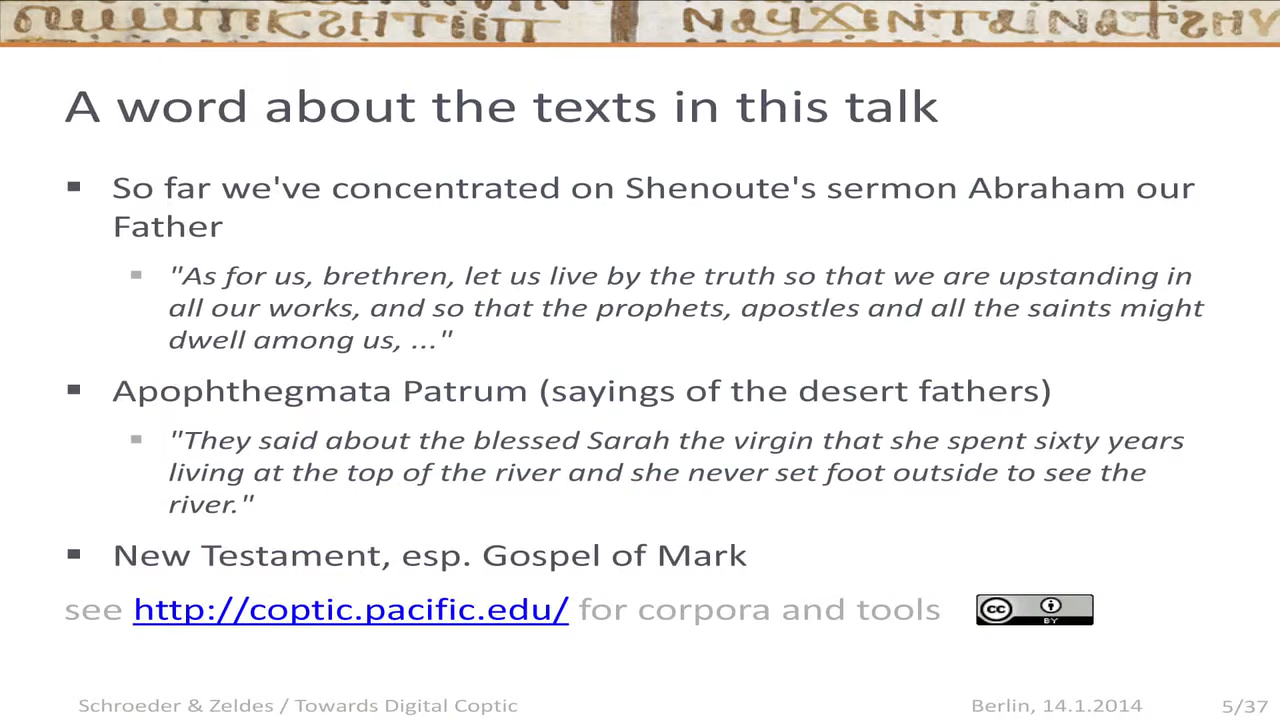 A word about the texts in this talk
So far we've concentrated on Shenoute's sermon Abraham our
Father
"As for us, brethren, let us live by the truth so that we are upstanding in
all our works, and so that the prophets, apostles and all the saints might
dwell among us, ..."
Apophthegmata Patrum (sayings of the desert fathers)
"They said about the blessed Sarah the virgin that she spent sixty years
living at the top of the river and she never set foot outside to see the
river."
New Testament, esp. Gospel of Mark
see http://coptic.pacific.edu/ for corpora and tools
cc BY
Schroeder & Zeldes / Towards Digital Coptic Berlin, 14.1.2014 5/37